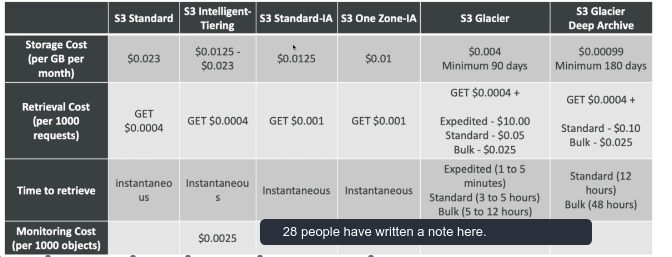 S3 Standard
S3 Intelligent-
Tiering
S3 Standard-IA
S3 One Zone-IA
S3 Glacier
S3 Glacier
Deep Archive
Storage Cost
(per GB per
month)
$0.023
$0.0125 -
$0.023
$0.0125
$0.01
$0.004
Minimum 90 days
$0.00099
Minimum 180 days
Retrieval Cost
(per 1000
requests)
GET
$0.0004
GET $0.0004
GET $0.001
GET $0.001
GET $0.0004 +
Expedited - $10.00
Standard - $0.05
Bulk - $0.025
GET $0.0004 +
Standard - $0.10
Bulk - $0.025
Time to retrieve
instantaneo
us
Instantaneou
s
Instantaneous
Instantaneous
Expedited (1 to 5
minutes)
Standard (3 to 5 hours)
Bulk (5 to 12 hours)
Standard (12
hours)
Bulk (48 hours)
Monitoring Cost
(per 1000 objects)
$0.0025
28 people have written a note here.